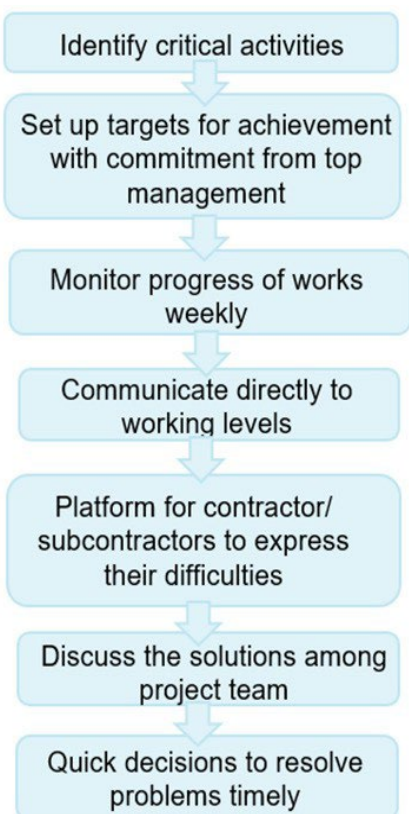 Identify critical activities
Set up targets for achievement
with commitment from top
management
Monitor progress of works
weekly
Communicate directly to
working levels
Platform for contractor/
subcontractors to express
their difficulties
Discuss the solutions among
project team
Quick decisions to resolve
problems timely